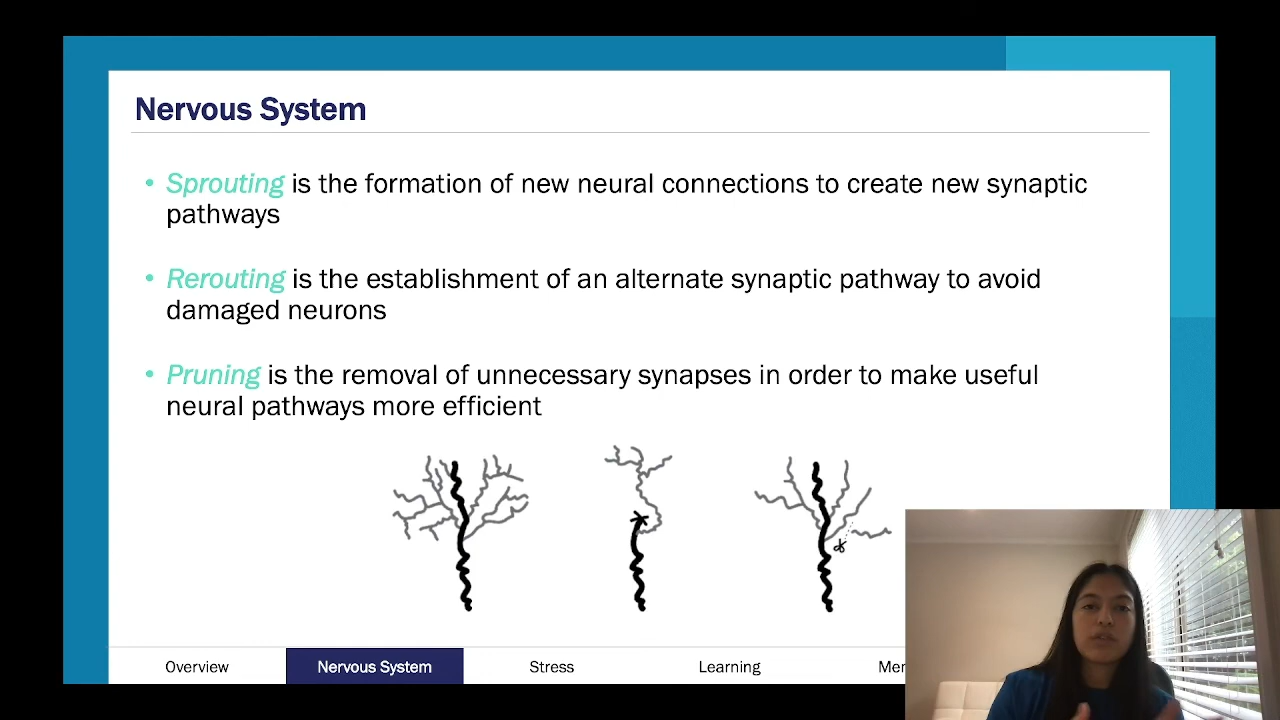 Nervous System
• Sprouting is the formation of new neural connections to create new synaptic
pathways
• Rerouting is the establishment of an alternate synaptic pathway to avoid
damaged neurons
• Pruning is the removal of unnecessary synapses in order to make useful
neural pathways more efficient
Overview Nervous System Stress Learning